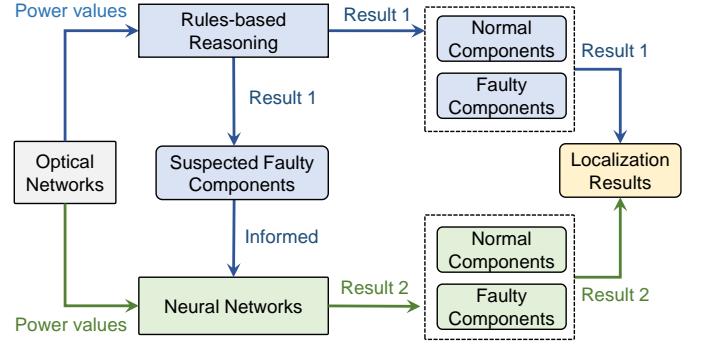 Power values
Rules-based
Reasoning
Result 1
Normal
Components
Result 1
Faulty
Components
Result 1
Optical
Networks
Suspected Faulty
Components
Localization
Results
Informed
Normal
Components
Neural Networks
Result 2
Faulty
Components
Result 2
Power values